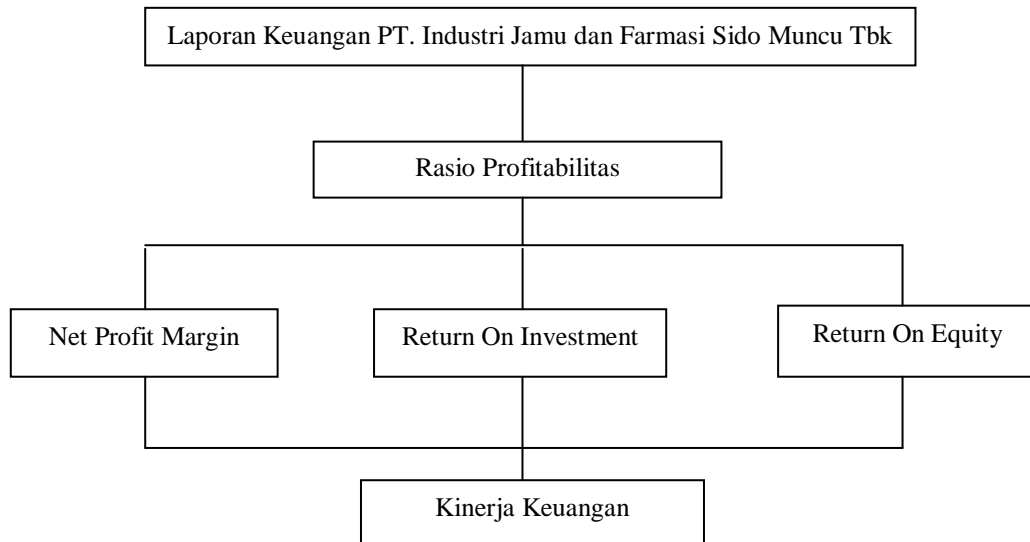 Laporan Keuangan PT. Industri Jamu dan Farmasi Sido Muncu Tbk
Rasio Profitabilitas
Net Profit Margin
Return On Investment
Return On Equity
Kinerja Keuangan